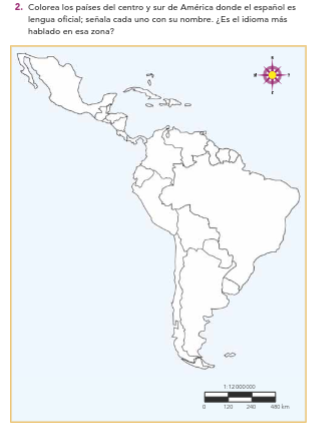 2. Colorea los países del centro y sur de América donde el español es
lengua oficial; señala cada uno con su nombre. ¿Es el idioma más
hablado en esa zona?
1:12 000 000
0 120 240 480 km